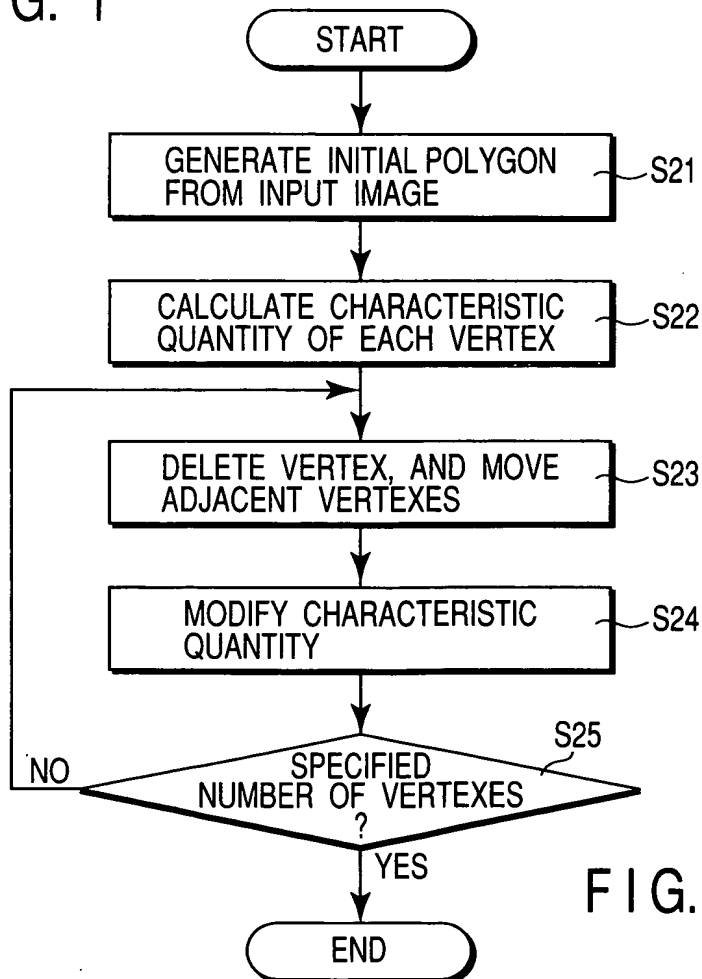 G. 1
START
GENERATE INITIAL POLYGON
FROM INPUT IMAGE
S21
CALCULATE CHARACTERISTIC
QUANTITY OF EACH VERTEX
S22
DELETE VERTEX, AND MOVE
ADJACENT VERTEXES
S23
MODIFY CHARACTERISTIC
QUANTITY
S24
S25
SPECIFIED
NUMBER OF VERTEXES
?
NO
YES
FIG.
END